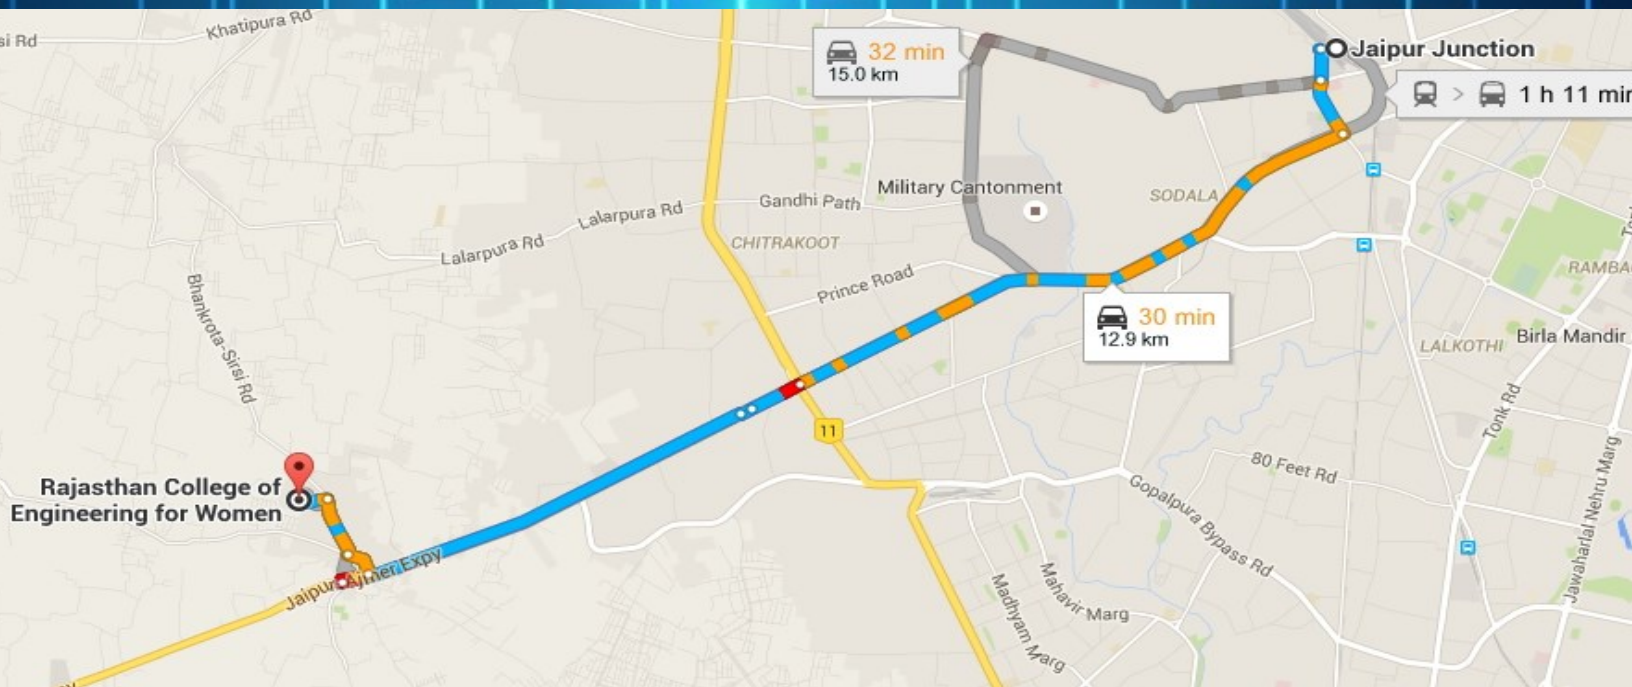 Khatipura Rd
si Rd
32 min
15.0 km
Jaipur Junction
1 h 11 min
Military Cantonment
SODALA
Gandhi Path
Lalarpura Rd
Lalarpura Rd
CHITRAKOOT
Prince Road
RAMBA
Bhankrota-Sirsi Rd
30 min
12.9 km
LALKOTHI
Birla Mandir
11
Tonk Rd
80 Feet Rd
Gopalpura Bypass Rd
Jawaharlal Nehru Marg
Rajasthan College of
Engineering for Women
Jaipur Ajmer Expy
Mahavir Marg
Madhyam Marg